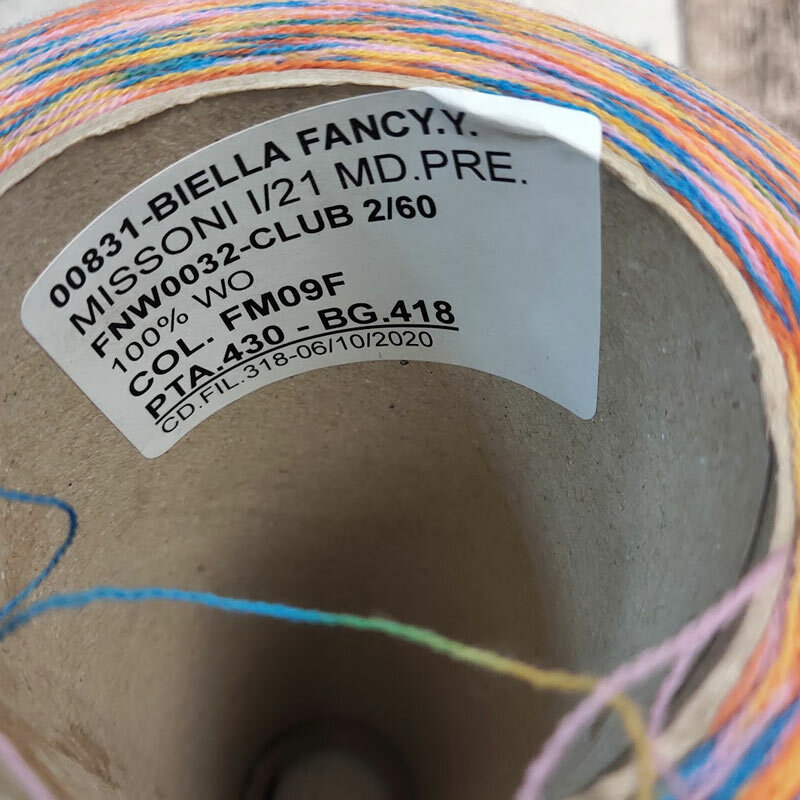 00831-BIELLA FANCY.Y.
MISSONI I/21 MD.PRE.
FNW0032-CLUB 2/60
100% WO
COL. FM09F
PTA.430 - BG.418
CD.FIL.318-06/10/2020